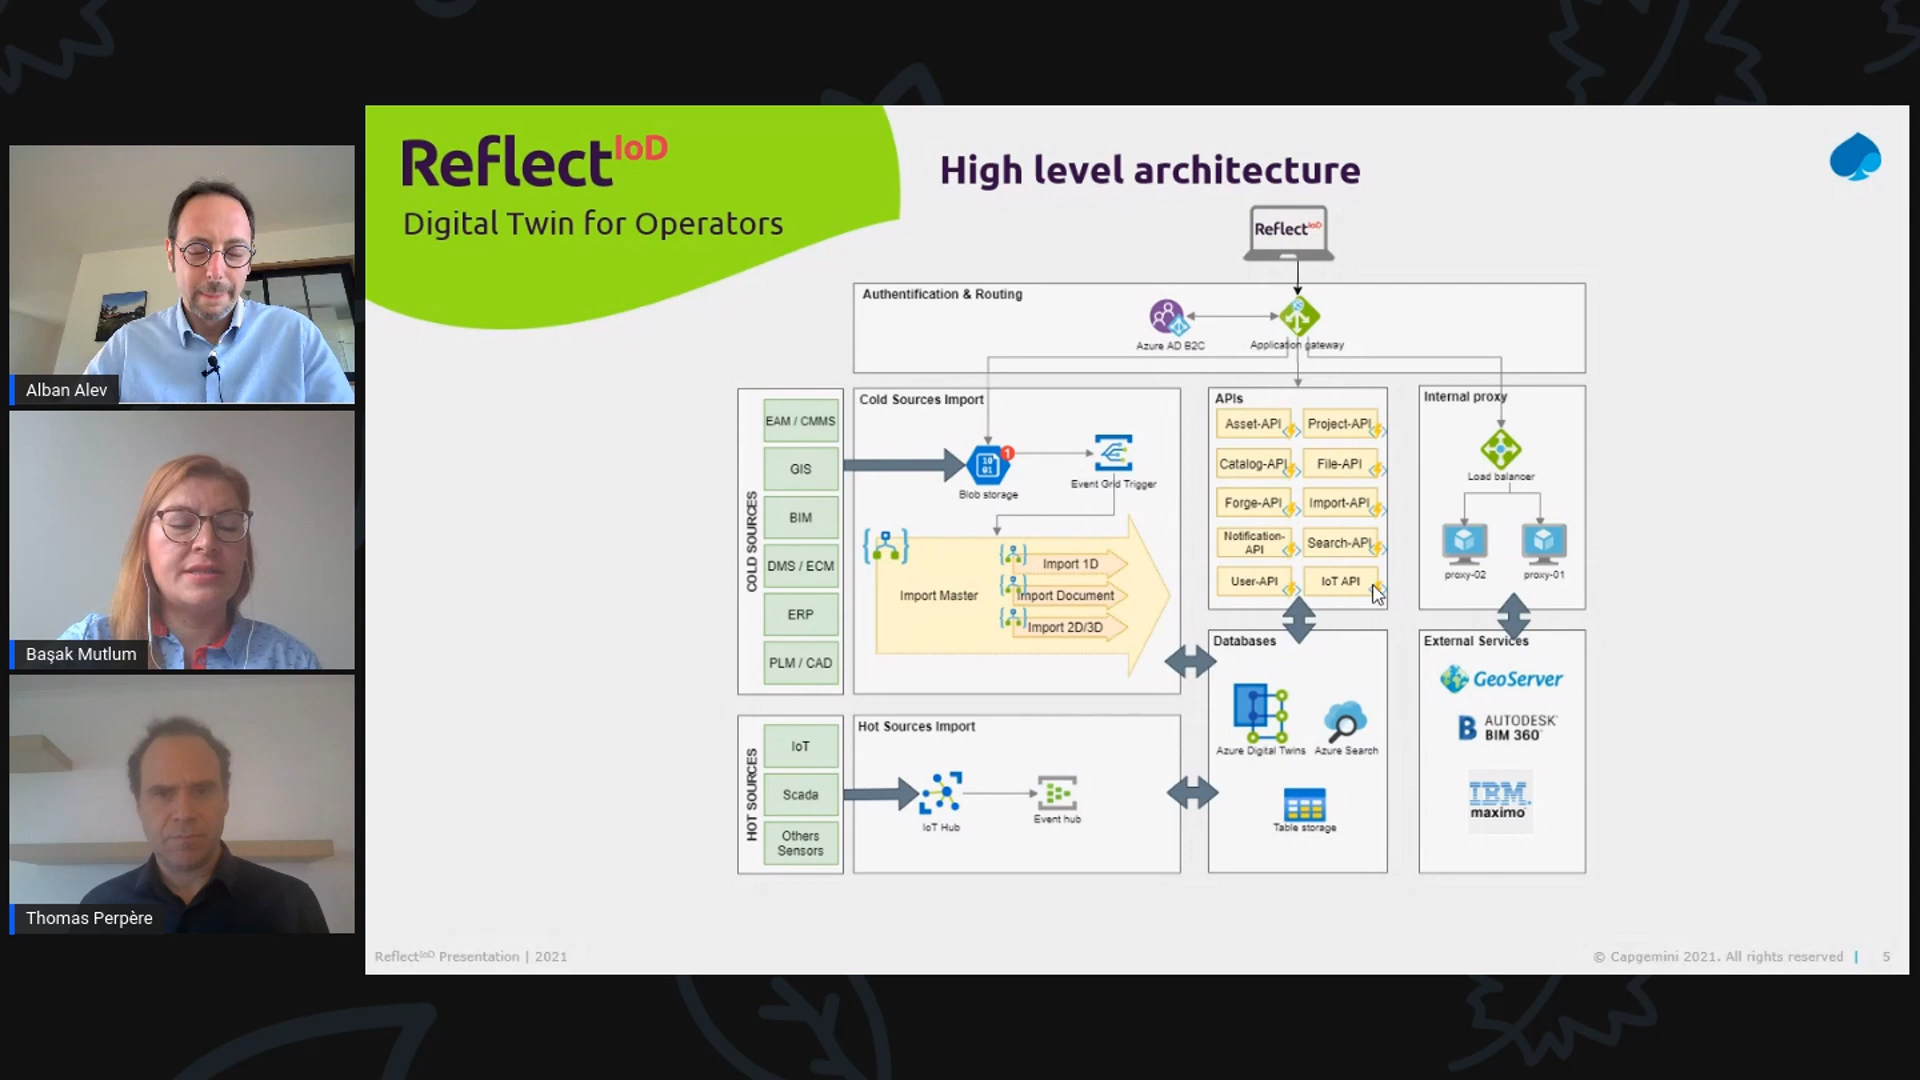 Alban Alev
Başak Mutlum
Thomas Perpère
ReflectIoD
Digital Twin for Operators
High level architecture
ReflectIoD
Authentification & Routing
Azure AD B2C
Application gateway
COLD SOURCES
EAM / CMMS
GIS
BIM
DMS / ECM
ERP
PLM / CAD
Cold Sources Import
10
01
1
Blob storage
Event Grid Trigger
Import Master
Import 1D
Import Document
Import 2D/3D
APIs
Asset-API
Project-API
Catalog-API
File-API
Forge-API
Import-API
Notification-
API
Search-API
User-API
IoT API
Internal proxy
Load balancer
proxy-02
proxy-01
HOT SOURCES
IoT
Scada
Others
Sensors
Hot Sources Import
IoT Hub
Event hub
Databases
Azure Digital Twins
Azure Search
Table storage
External Services
GeoServer
AUTODESK
BIM 360
IBM
maximo
ReflectIoD Presentation | 2021
© Capgemini 2021. All rights reserved | 5